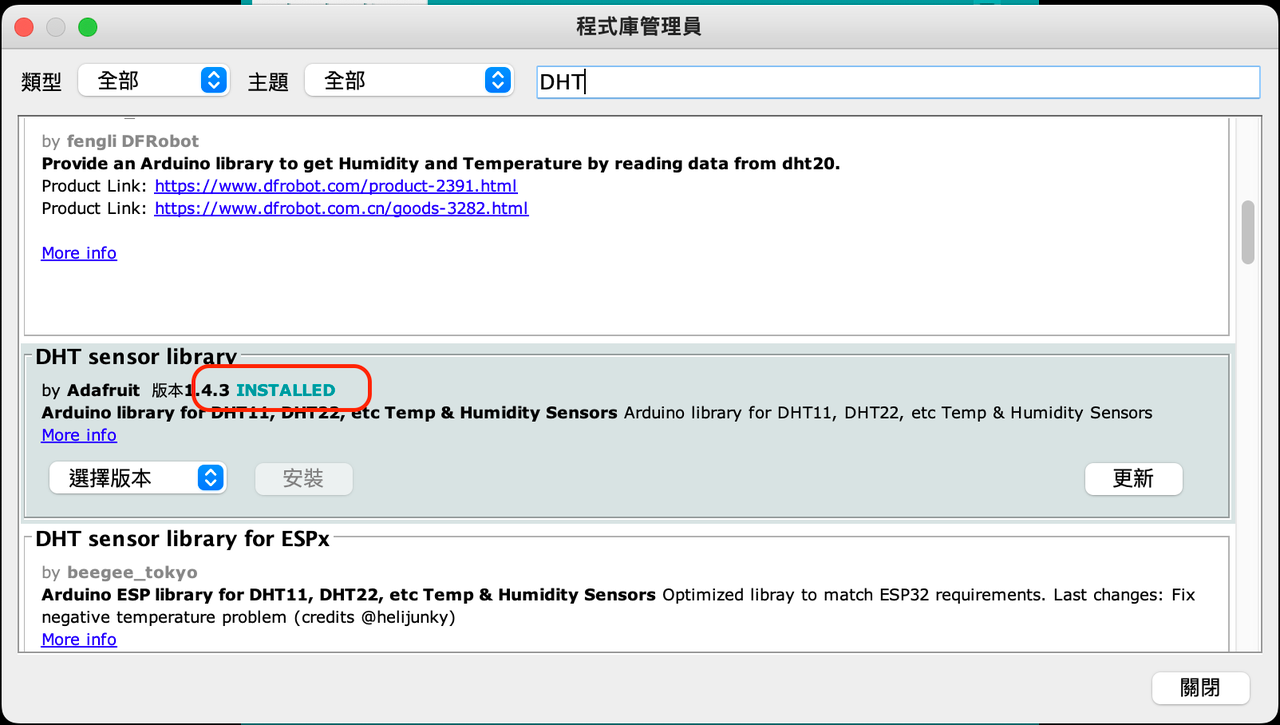 程式庫管理員
類型 全部 主題 全部 DHT
by fengli DFRobot
Provide an Arduino library to get Humidity and Temperature by reading data from dht20.
Product Link: https://www.dfrobot.com/product-2391.html
Product Link: https://www.dfrobot.com.cn/goods-3282.html
More info
DHT sensor library
by Adafruit 版本1.4.3 INSTALLED
Arduino library for DHT11, DHT22, etc Temp & Humidity Sensors Arduino library for DHT11, DHT22, etc Temp & Humidity Sensors
More info
選擇版本 安裝 更新
DHT sensor library for ESPx
by beegee_tokyo
Arduino ESP library for DHT11, DHT22, etc Temp & Humidity Sensors Optimized libray to match ESP32 requirements. Last changes: Fix
negative temperature problem (credits @helijunky)
More info
關閉